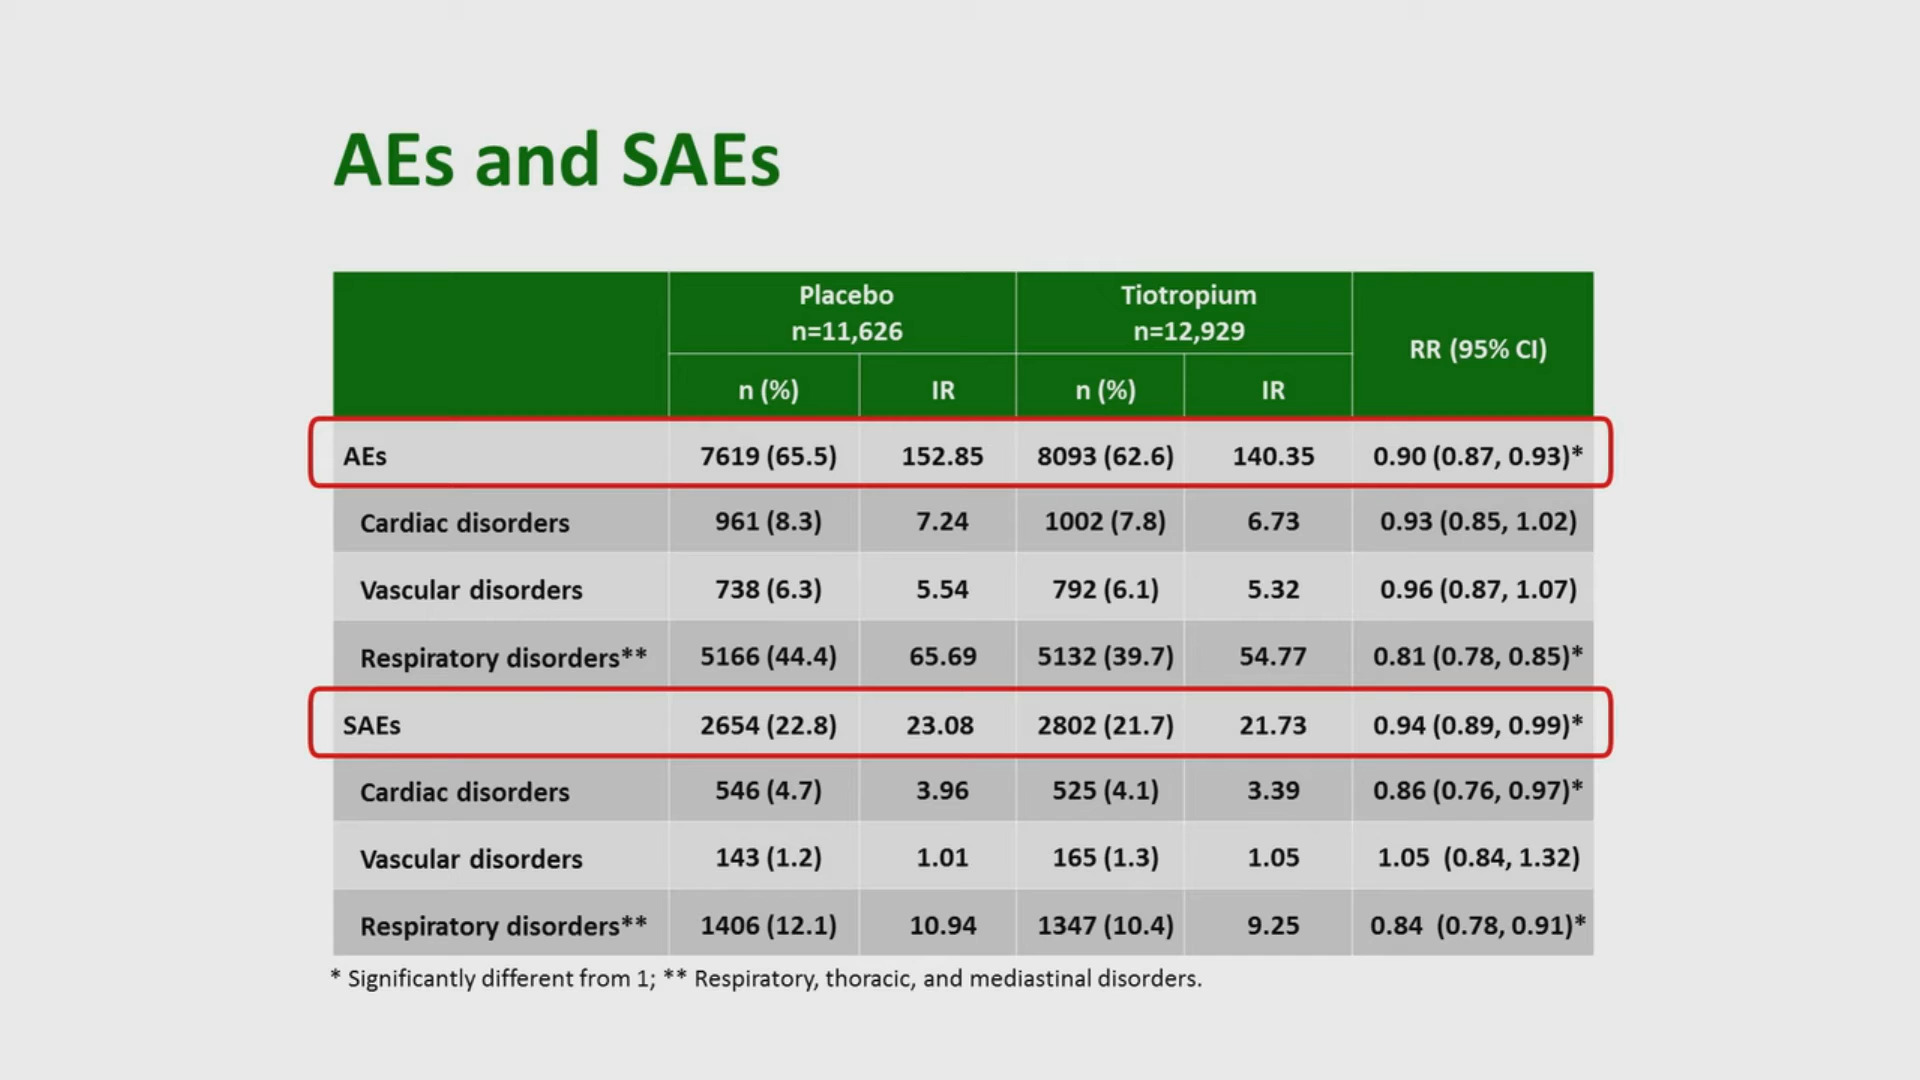 AEs and SAEs
Placebo
n=11,626
Tiotropium
n=12,929
RR (95% CI)
n (%) IR n (%) IR
AEs 7619 (65.5) 152.85 8093 (62.6) 140.35 0.90 (0.87, 0.93)*
Cardiac disorders 961 (8.3) 7.24 1002 (7.8) 6.73 0.93 (0.85, 1.02)
Vascular disorders 738 (6.3) 5.54 792 (6.1) 5.32 0.96 (0.87, 1.07)
Respiratory disorders** 5166 (44.4) 65.69 5132 (39.7) 54.77 0.81 (0.78, 0.85)*
SAEs 2654 (22.8) 23.08 2802 (21.7) 21.73 0.94 (0.89, 0.99)*
Cardiac disorders 546 (4.7) 3.96 525 (4.1) 3.39 0.86 (0.76, 0.97)*
Vascular disorders 143 (1.2) 1.01 165 (1.3) 1.05 1.05 (0.84, 1.32)
Respiratory disorders** 1406 (12.1) 10.94 1347 (10.4) 9.25 0.84 (0.78, 0.91)*
* Significantly different from 1; ** Respiratory, thoracic, and mediastinal disorders.